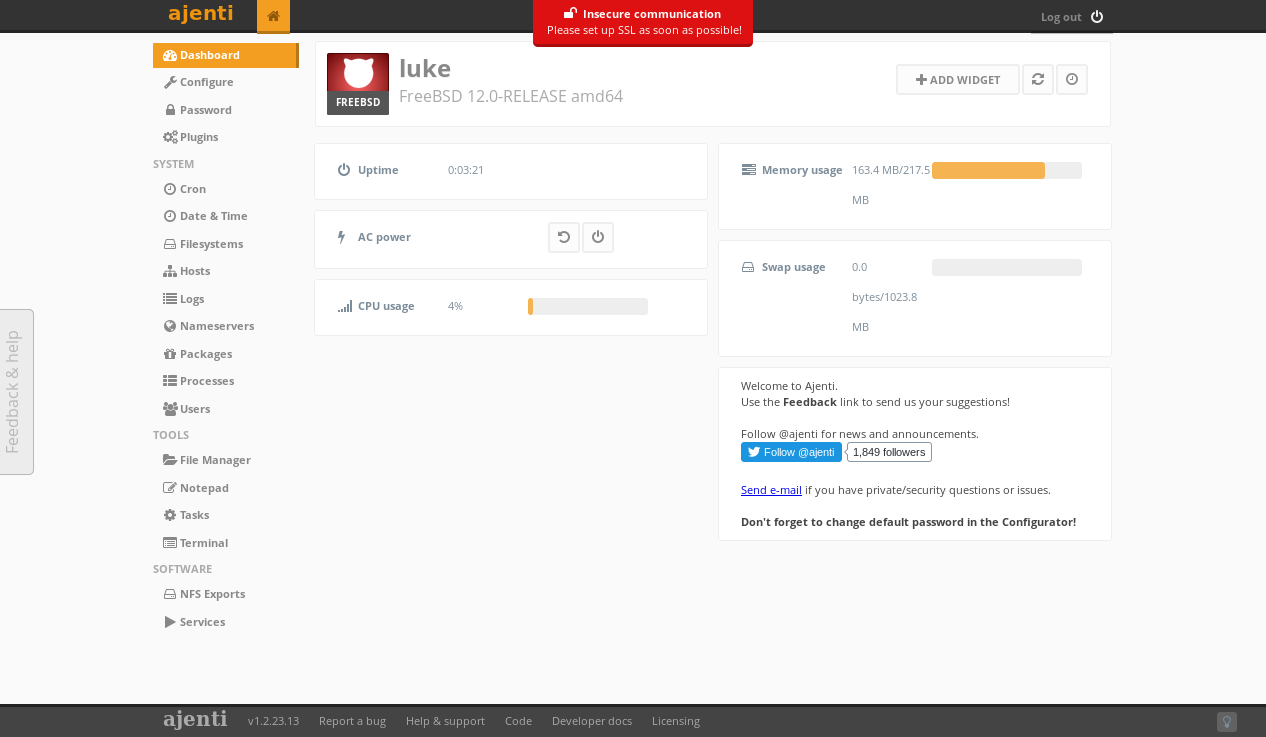 ajenti
Insecure communication
Please set up SSL as soon as possible!
Log out
Dashboard
Configure
Password
Plugins
SYSTEM
Cron
Date & Time
Filesystems
Hosts
Logs
Nameservers
Packages
Processes
Users
TOOLS
File Manager
Notepad
Tasks
Terminal
SOFTWARE
NFS Exports
Services
Feedback & help
FREEBSD
luke
FreeBSD 12.0-RELEASE amd64
ADD WIDGET
Uptime 0:03:21
AC power
CPU usage 4%
Memory usage 163.4 MB/217.5
MB
Swap usage 0.0
bytes/1023.8
MB
Welcome to Ajenti.
Use the Feedback link to send us your suggestions!
Follow @ajenti for news and announcements.
Follow @ajenti 1,849 followers
Send e-mail if you have private/security questions or issues.
Don't forget to change default password in the Configurator!
ajenti v1.2.23.13 Report a bug Help & support Code Developer docs Licensing